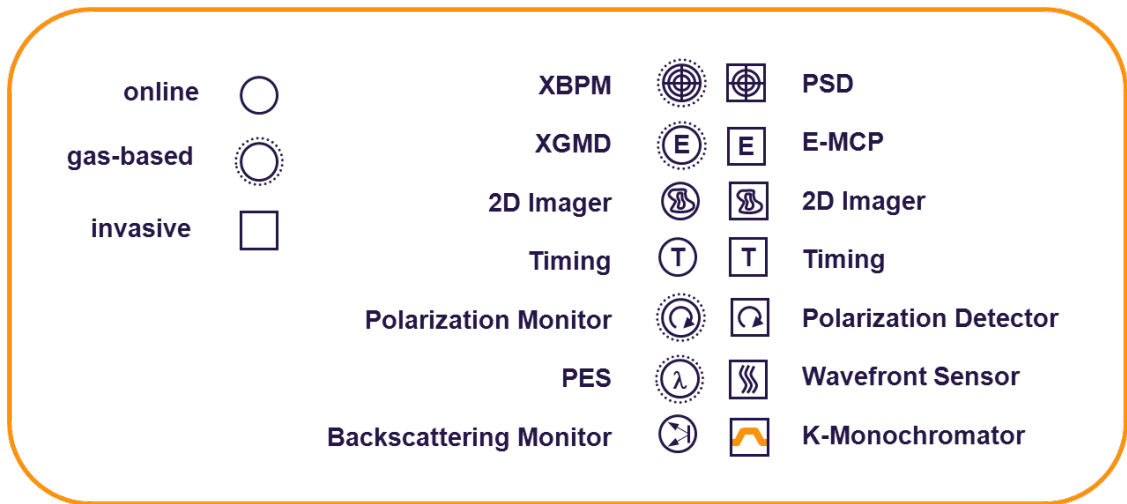 online
gas-based
invasive
XBPM PSD
XGMD E E E-MCP
2D Imager 2D Imager
Timing T T Timing
Polarization Monitor Polarization Detector
PES λ Wavefront Sensor
Backscattering Monitor K-Monochromator